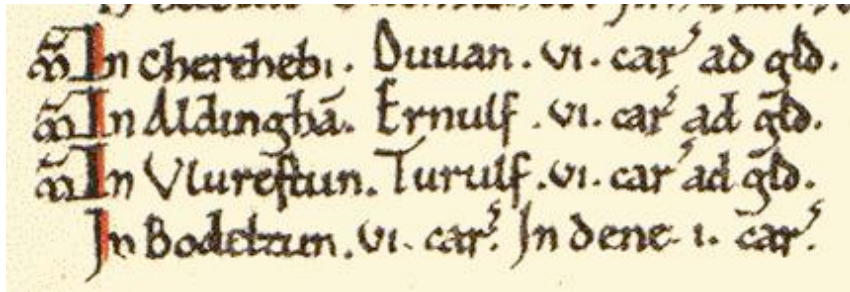 m̃ In Cherchebi. Duuan. vi. car' ad gld̄.
m̃ In Aldinghā. Ernulf. vi. car' ad gld̄.
m̃ In Vlurestun. Turulf. vi. car' ad gld̄.
In Bodeltun. vi. car'. In dene. i. car'.